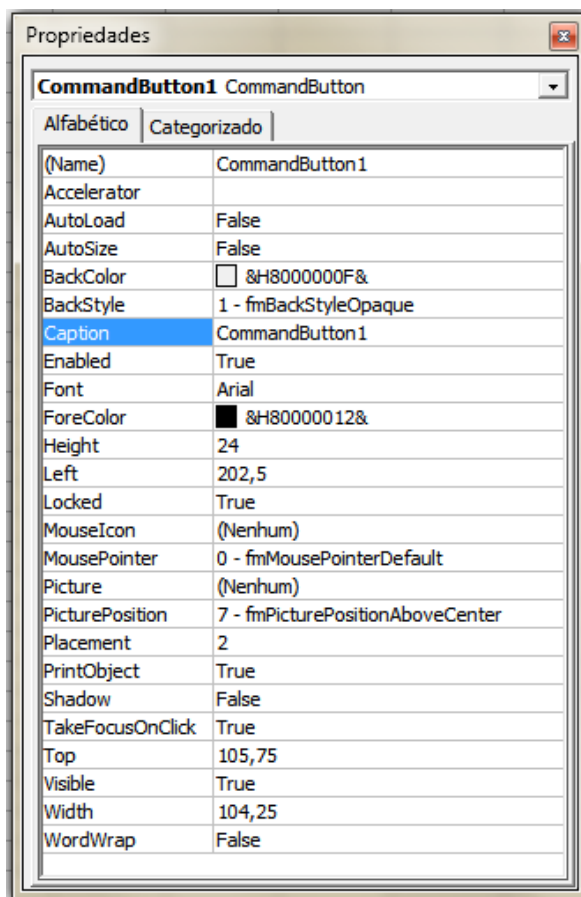 Propriedades
CommandButton1 CommandButton
Alfabético Categorizado
(Name) CommandButton1
Accelerator
AutoLoad False
AutoSize False
BackColor &H8000000F&
BackStyle 1 - fmBackStyleOpaque
Caption CommandButton1
Enabled True
Font Arial
ForeColor &H80000012&
Height 24
Left 202,5
Locked True
MouseIcon (Nenhum)
MousePointer 0 - fmMousePointerDefault
Picture (Nenhum)
PicturePosition 7 - fmPicturePositionAboveCenter
Placement 2
PrintObject True
Shadow False
TakeFocusOnClick True
Top 105,75
Visible True
Width 104,25
WordWrap False